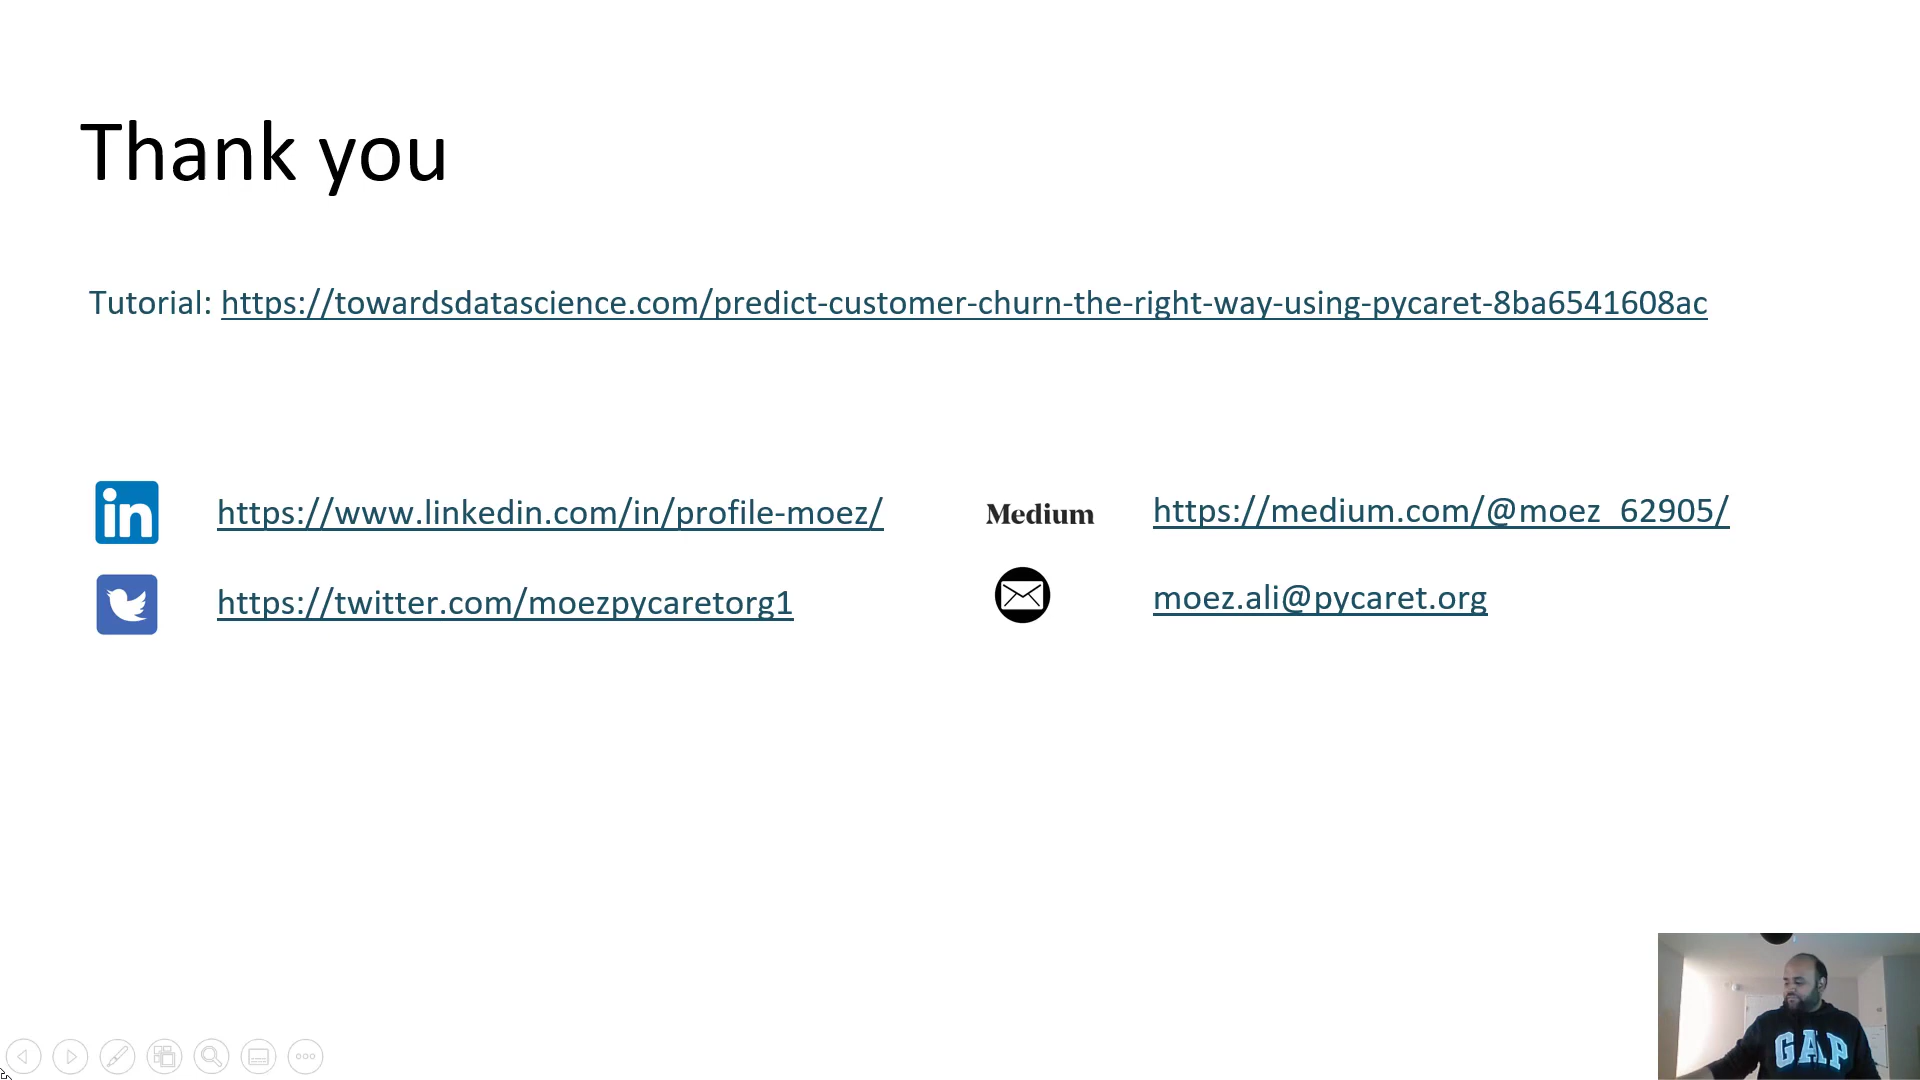 Thank you
Tutorial: https://towardsdatascience.com/predict-customer-churn-the-right-way-using-pycaret-8ba6541608ac
in https://www.linkedin.com/in/profile-moez/
Medium https://medium.com/@moez_62905/
https://twitter.com/moezpycaretorg1
moez.ali@pycaret.org
GAP